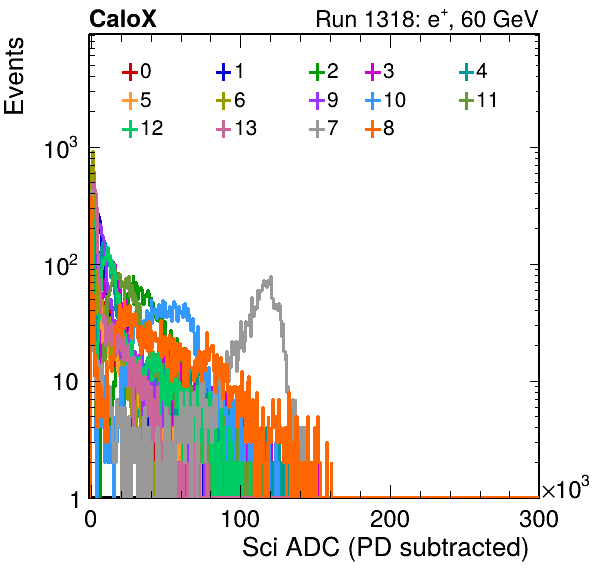 CaloX Run 1318: e⁺, 60 GeV
Events
0 1 2 3 4
5 6 9 10 11
12 13 7 8
10³
10²
10
1
0 100 200 300
×10³
Sci ADC (PD subtracted)